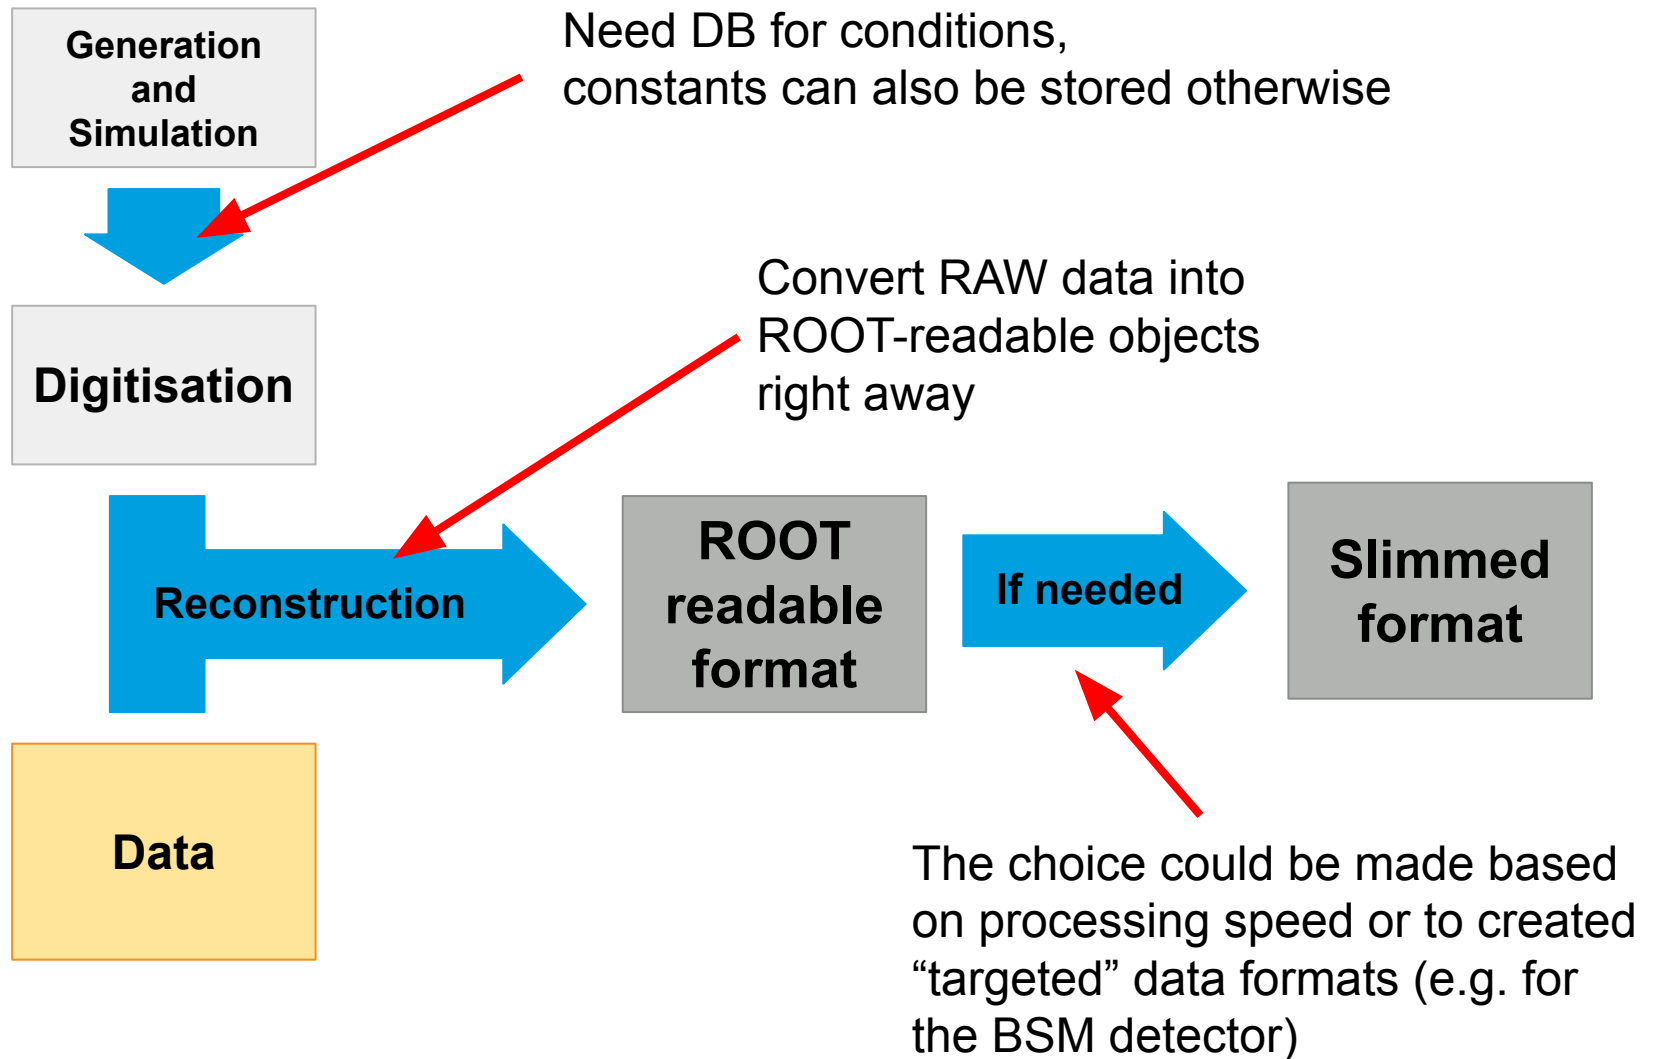 Generation
and
Simulation
Need DB for conditions,
constants can also be stored otherwise
Convert RAW data into
ROOT-readable objects
right away
Digitisation
Reconstruction
ROOT
readable
format
If needed
Slimmed
format
Data
The choice could be made based
on processing speed or to created
“targeted” data formats (e.g. for
the BSM detector)